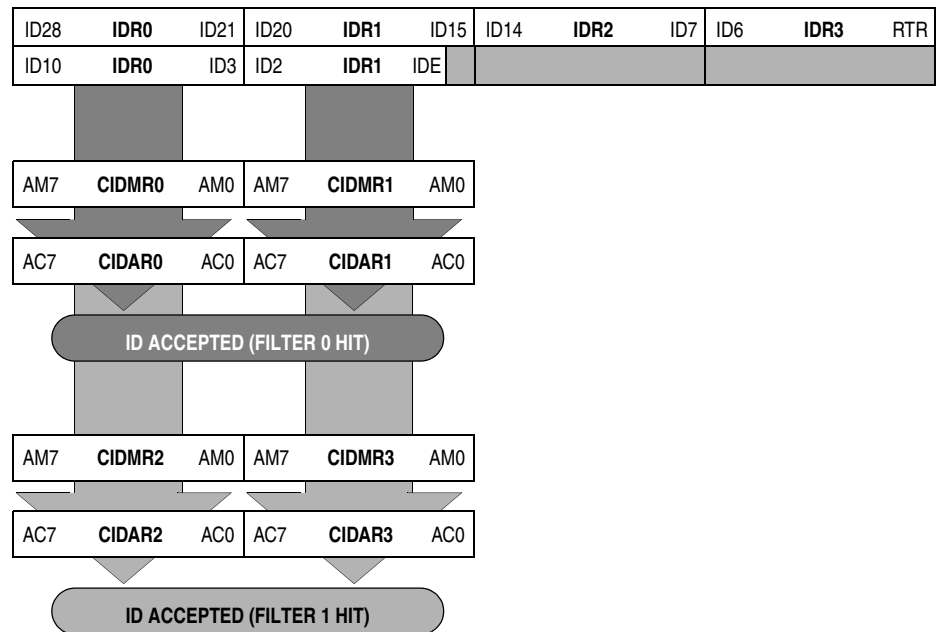 ID28 IDR0 ID21 ID20 IDR1 ID15 ID14 IDR2 ID7 ID6 IDR3 RTR
ID10 IDR0 ID3 ID2 IDR1 IDE
AM7 CIDMR0 AM0 AM7 CIDMR1 AM0
AC7 CIDAR0 AC0 AC7 CIDAR1 AC0
ID ACCEPTED (FILTER 0 HIT)
AM7 CIDMR2 AM0 AM7 CIDMR3 AM0
AC7 CIDAR2 AC0 AC7 CIDAR3 AC0
ID ACCEPTED (FILTER 1 HIT)